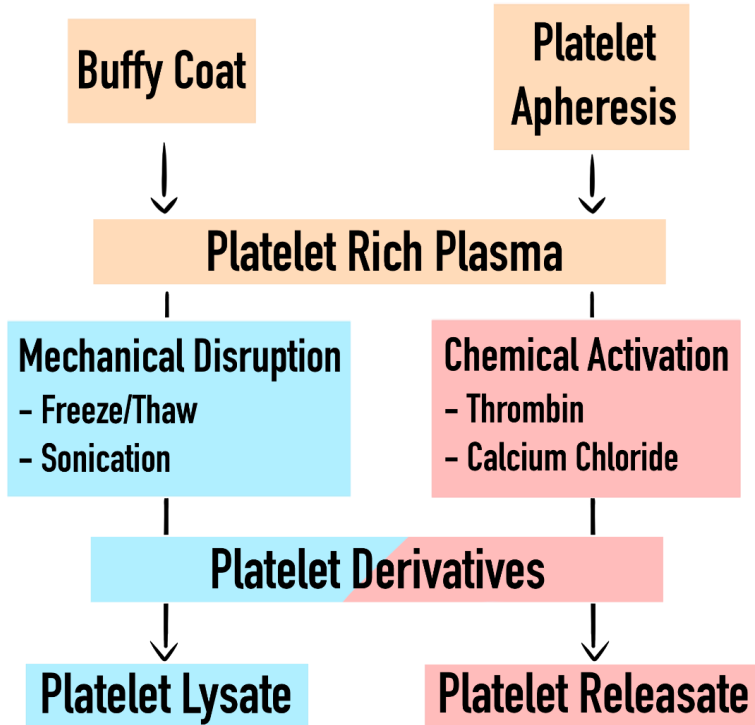 Buffy Coat
Platelet
Apheresis
Platelet Rich Plasma
Mechanical Disruption
- Freeze/Thaw
- Sonication
Chemical Activation
- Thrombin
- Calcium Chloride
Platelet Derivatives
Platelet Lysate
Platelet Releasate